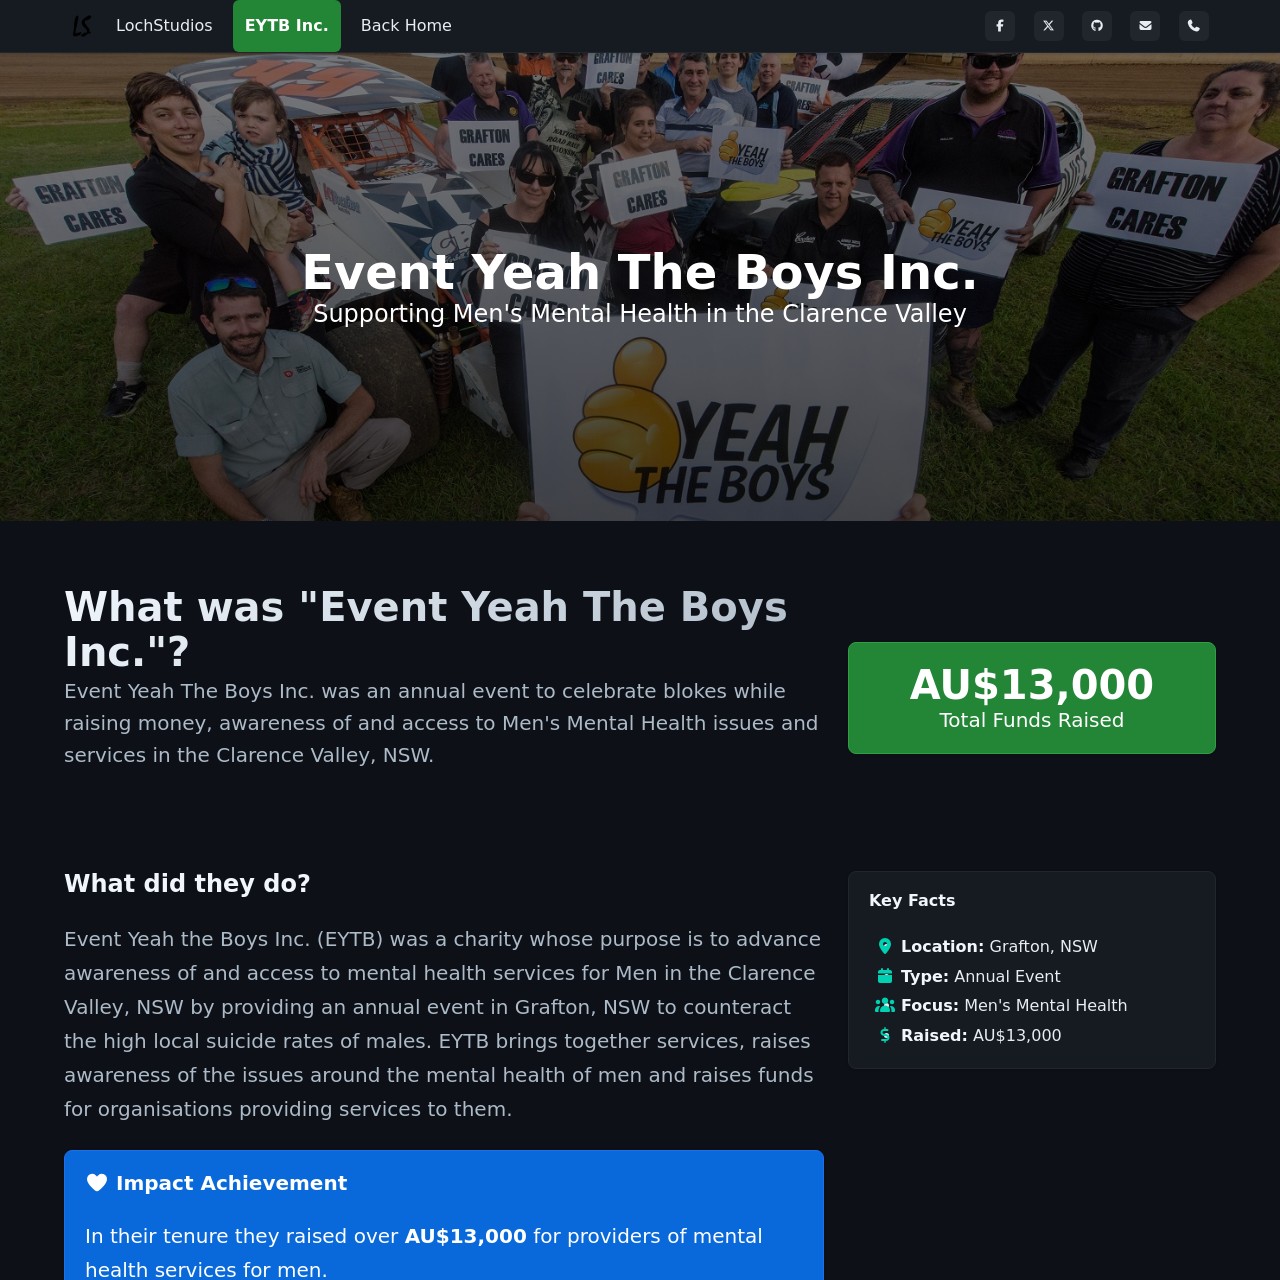 LS LochStudios EYTB Inc. Back Home
GRAFTON
CARES
GRAFTON
CARES
GRAFTON
CARES
GRAFTON
CARES
YEAH
THE BOYS
GRAFTON
CARES
YEAH
THE BOYS
GRAFTON
CARES
Event Yeah The Boys Inc.
Supporting Men's Mental Health in the Clarence Valley
YEAH
THE BOYS
What was "Event Yeah The Boys
Inc."?
Event Yeah The Boys Inc. was an annual event to celebrate blokes while
raising money, awareness of and access to Men's Mental Health issues and
services in the Clarence Valley, NSW.
AU$13,000
Total Funds Raised
What did they do?
Event Yeah the Boys Inc. (EYTB) was a charity whose purpose is to advance
awareness of and access to mental health services for Men in the Clarence
Valley, NSW by providing an annual event in Grafton, NSW to counteract
the high local suicide rates of males. EYTB brings together services, raises
awareness of the issues around the mental health of men and raises funds
for organisations providing services to them.
Key Facts
Location: Grafton, NSW
Type: Annual Event
Focus: Men's Mental Health
Raised: AU$13,000
Impact Achievement
In their tenure they raised over AU$13,000 for providers of mental
health services for men.